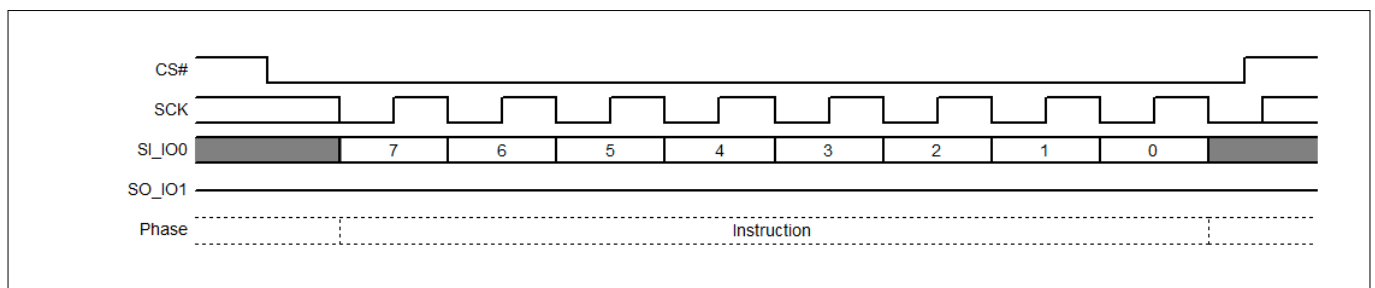 CS#
SCK
SI_IO0 7 6 5 4 3 2 1 0
SO_IO1
Phase Instruction